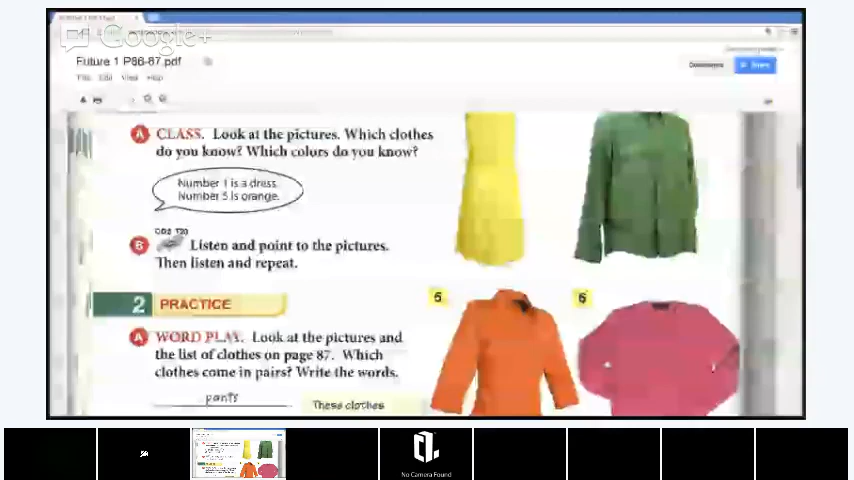 Google+
Future 1 P86-87.pdf
File Edit View Help
Comments
Share
A CLASS. Look at the pictures. Which clothes
do you know? Which colors do you know?
Number 1 is a dress.
Number 5 is orange.
CD2 T20
B Listen and point to the pictures.
Then listen and repeat.
2 PRACTICE
5
6
A WORD PLAY. Look at the pictures and
the list of clothes on page 87. Which
clothes come in pairs? Write the words.
pants
These clothes
No Camera Found